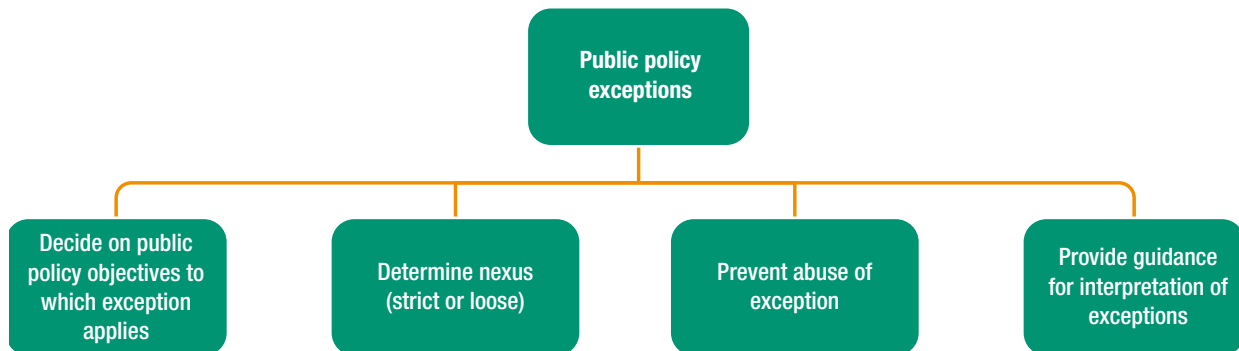 Public policy
exceptions
Decide on public
policy objectives to
which exception
applies
Determine nexus
(strict or loose)
Prevent abuse of
exception
Provide guidance
for interpretation of
exceptions